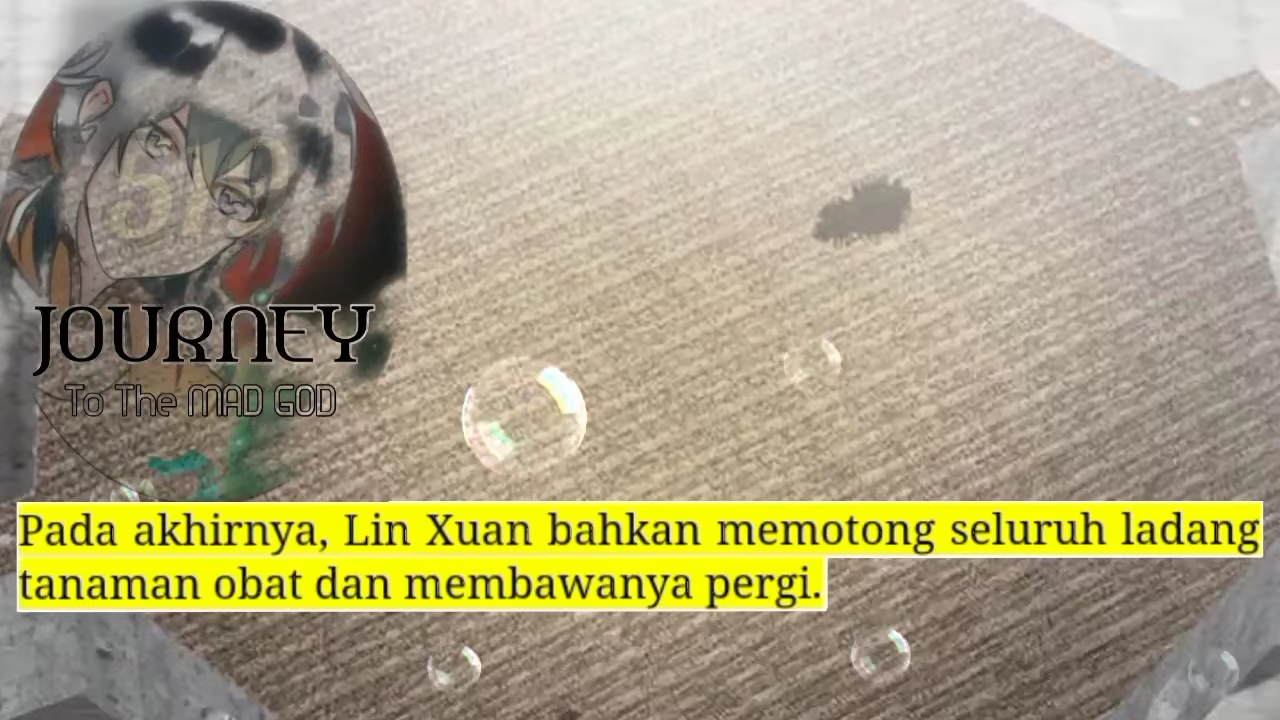 JOURNEY
To The MAD GOD
Pada akhirnya, Lin Xuan bahkan memotong seluruh ladang
tanaman obat dan membawanya pergi.